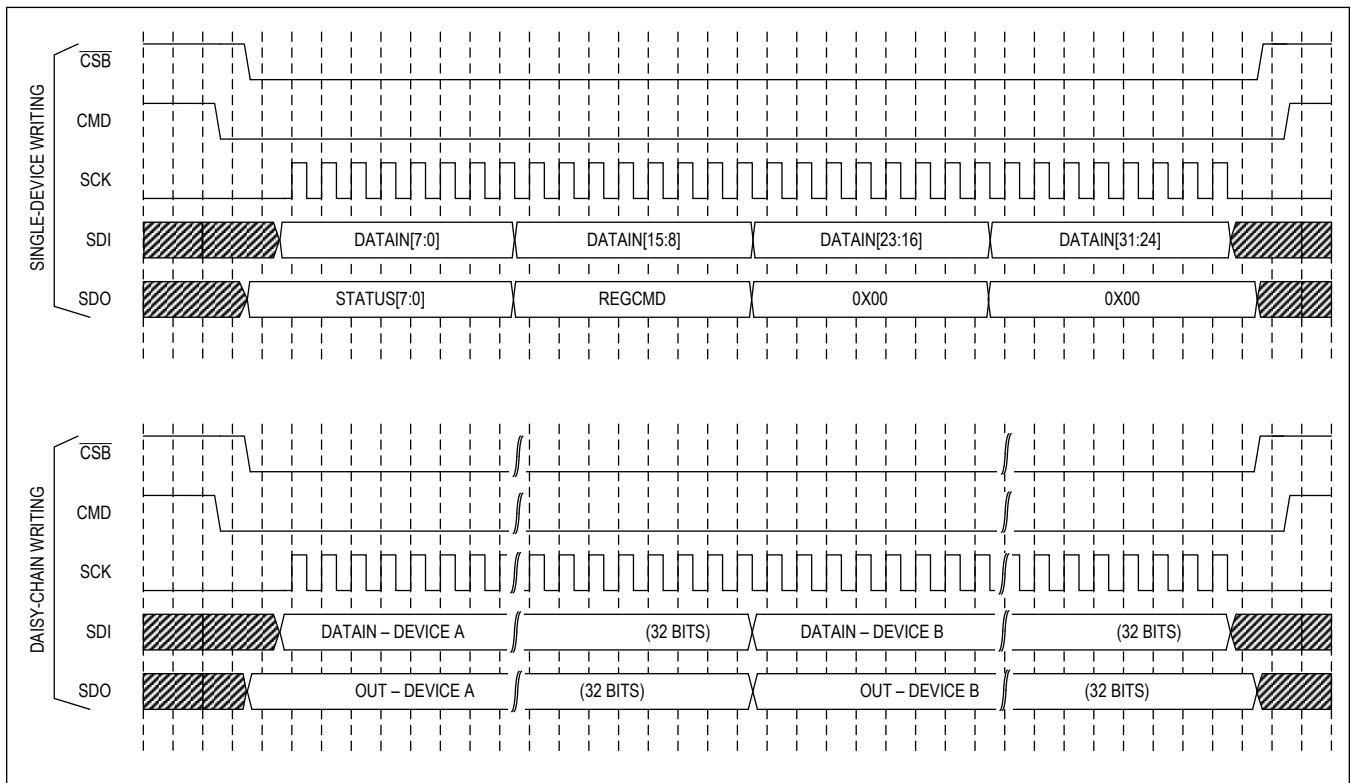 SINGLE-DEVICE WRITING
CSB
CMD
SCK
SDI DATAIN[7:0] DATAIN[15:8] DATAIN[23:16] DATAIN[31:24]
SDO STATUS[7:0] REGCMD 0X00 0X00
DAISY-CHAIN WRITING
CSB
CMD
SCK
SDI DATAIN – DEVICE A (32 BITS) DATAIN – DEVICE B (32 BITS)
SDO OUT – DEVICE A (32 BITS) OUT – DEVICE B (32 BITS)